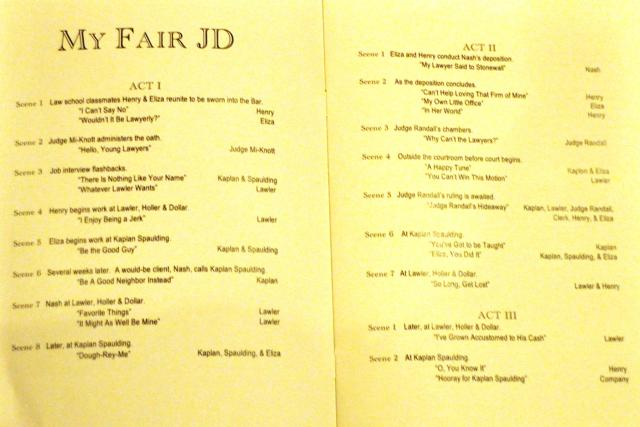 MY FAIR JD
ACT I
Scene 1 Law school classmates Henry & Eliza reunite to be sworn into the Bar.
"I Can't Say No" Henry
"Wouldn't It Be Lawyerly?" Eliza
Scene 2 Judge Mi-Knott administers the oath.
"Hello, Young Lawyers" Judge Mi-Knott
Scene 3 Job interview flashbacks.
"There Is Nothing Like Your Name" Kaplan & Spaulding
"Whatever Lawler Wants" Lawler
Scene 4 Henry begins work at Lawler, Holler & Dollar.
"I Enjoy Being a Jerk" Lawler
Scene 5 Eliza begins work at Kaplan Spaulding.
"Be the Good Guy" Kaplan & Spaulding
Scene 6 Several weeks later. A would-be client, Nash, calls Kaplan Spaulding.
"Be A Good Neighbor Instead" Kaplan
Scene 7 Nash at Lawler, Holler & Dollar.
"Favorite Things" Lawler
"It Might As Well Be Mine" Lawler
Scene 8 Later, at Kaplan Spaulding.
"Dough-Rey-Me" Kaplan, Spaulding, & Eliza
ACT II
Scene 1 Eliza and Henry conduct Nash's deposition.
"My Lawyer Said to Stonewall" Nash
Scene 2 As the deposition concludes.
"Can't Help Loving That Firm of Mine" Henry
"My Own Little Office" Eliza
"In Her World" Henry
Scene 3 Judge Randall's chambers.
"Why Can't the Lawyers?" Judge Randall
Scene 4 Outside the courtroom before court begins.
"A Happy Tune" Kaplan & Eliza
"You Can't Win This Motion" Lawler
Scene 5 Judge Randall's ruling is awaited.
"Judge Randall's Hideaway" Kaplan, Lawler, Judge Randall,
Clerk, Henry, & Eliza
Scene 6 At Kaplan Spaulding.
"You've Got to be Taught" Kaplan
"Eliza, You Did It" Kaplan, Spaulding, & Eliza
Scene 7 At Lawler, Holler & Dollar.
"So Long, Get Lost" Lawler & Henry
ACT III
Scene 1 Later, at Lawler, Holler & Dollar.
"I've Grown Accustomed to His Cash" Lawler
Scene 2 At Kaplan Spaulding
"O, You Know It" Henry
"Hooray for Kaplan Spaulding" Company